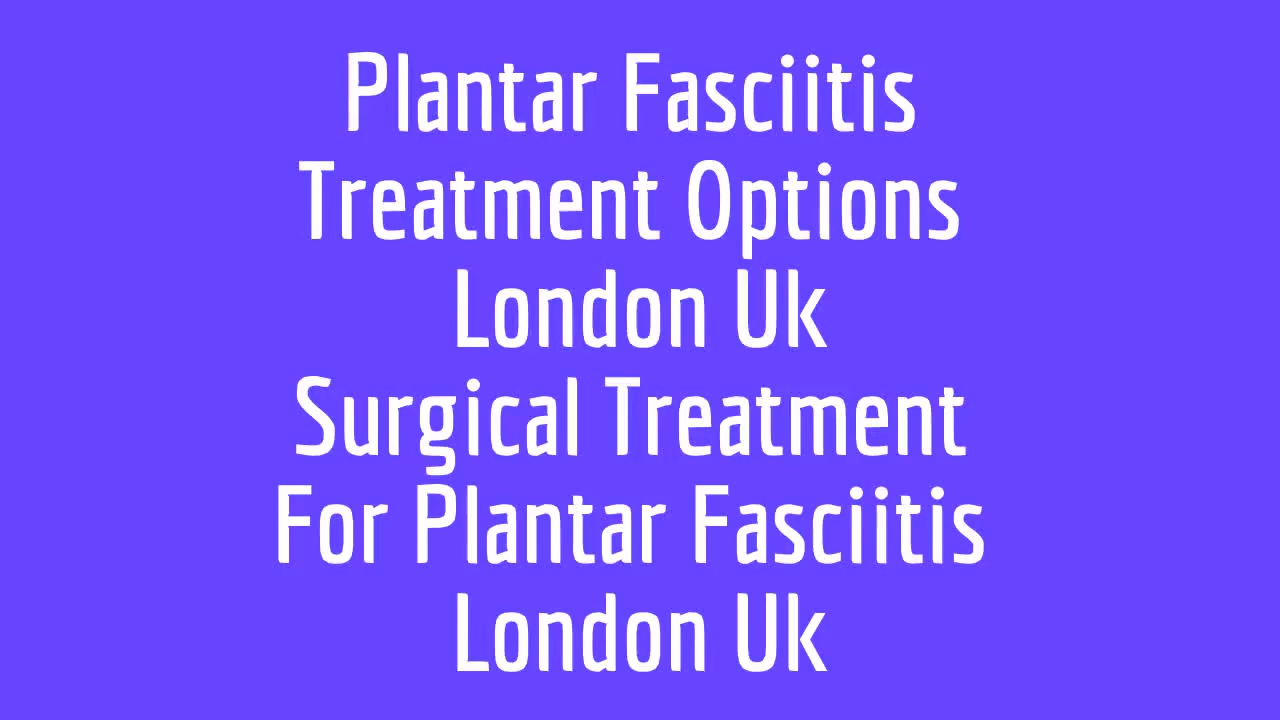 Plantar Fasciitis
Treatment Options
London Uk
Surgical Treatment
For Plantar Fasciitis
London Uk